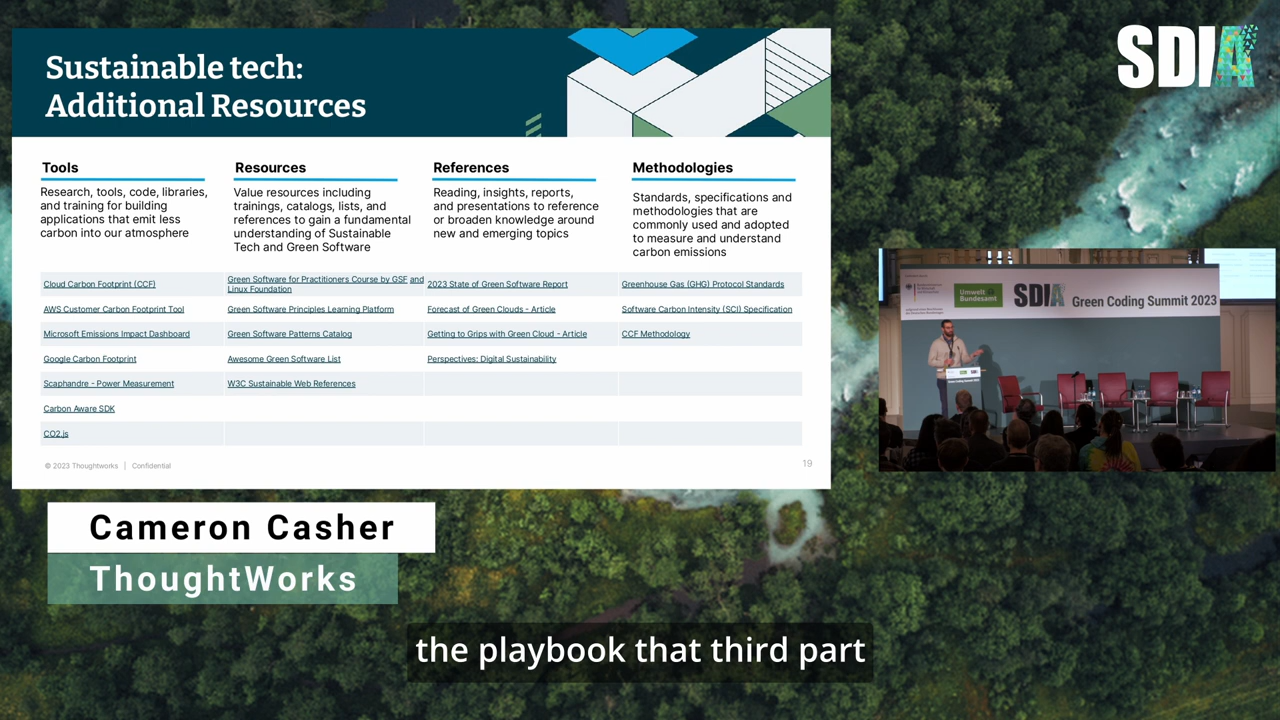 SDIA
Sustainable tech:
Additional Resources
Tools
Research, tools, code, libraries,
and training for building
applications that emit less
carbon into our atmosphere
Resources
Value resources including
trainings, catalogs, lists, and
references to gain a fundamental
understanding of Sustainable
Tech and Green Software
References
Reading, insights, reports,
and presentations to reference
or broaden knowledge around
new and emerging topics
Methodologies
Standards, specifications and
methodologies that are
commonly used and adopted
to measure and understand
carbon emissions
Cloud Carbon Footprint (CCF)
Green Software for Practitioners Course by GSF and
Linux Foundation
2023 State of Green Software Report
Greenhouse Gas (GHG) Protocol Standards
AWS Customer Carbon Footprint Tool
Green Software Principles Learning Platform
Forecast of Green Clouds - Article
Software Carbon Intensity (SCI) Specification
Microsoft Emissions Impact Dashboard
Green Software Patterns Catalog
Getting to Grips with Green Cloud - Article
CCF Methodology
Google Carbon Footprint
Awesome Green Software List
Perspectives: Digital Sustainability
Scaphandre - Power Measurement
W3C Sustainable Web References
Carbon Aware SDK
CO2.js
© 2023 Thoughtworks | Confidential
19
Umwelt
Bundesamt
SDIA
Green Coding Summit 2023
Cameron Casher
ThoughtWorks
the playbook that third part